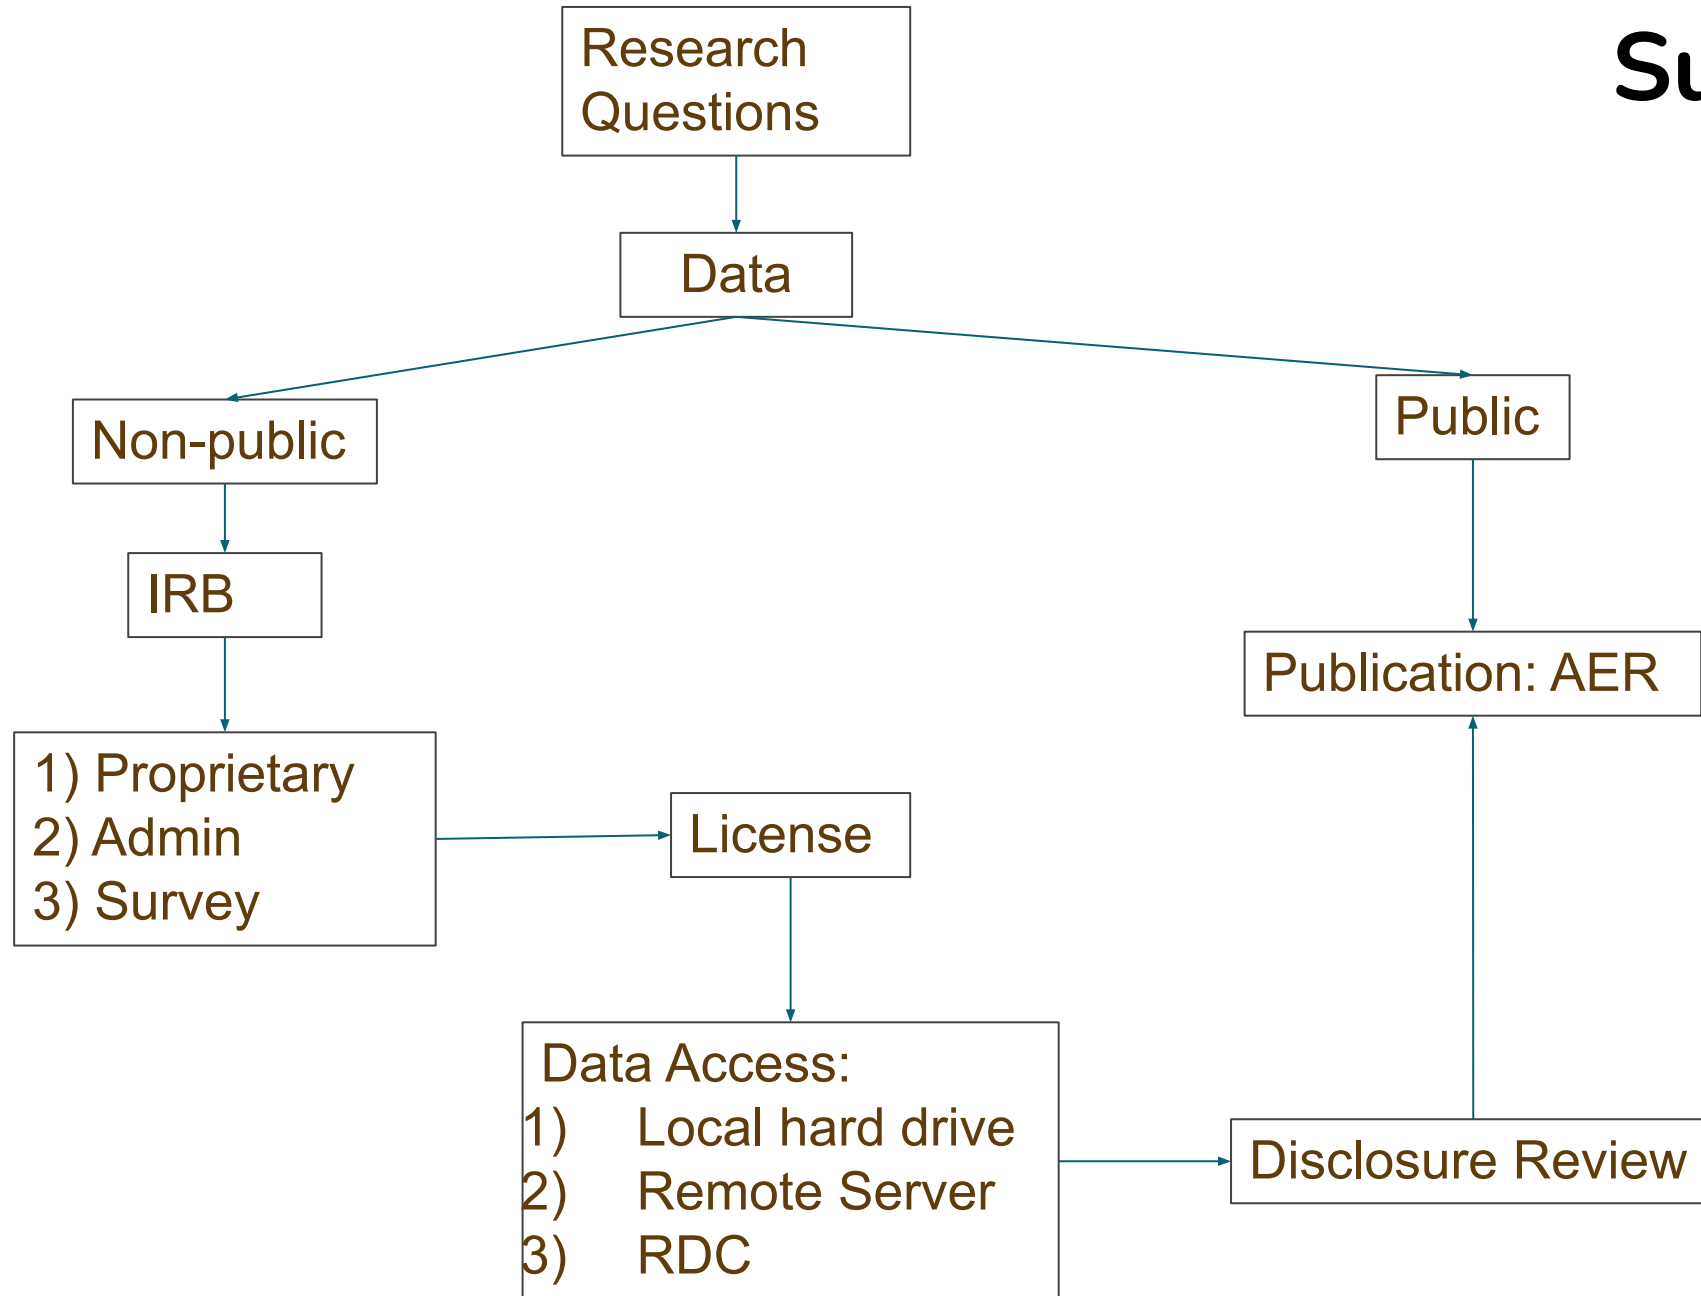 Research
Questions
Su
Data
Non-public
Public
IRB
Publication: AER
1) Proprietary
2) Admin
3) Survey
License
Data Access:
1) Local hard drive
2) Remote Server
3) RDC
Disclosure Review